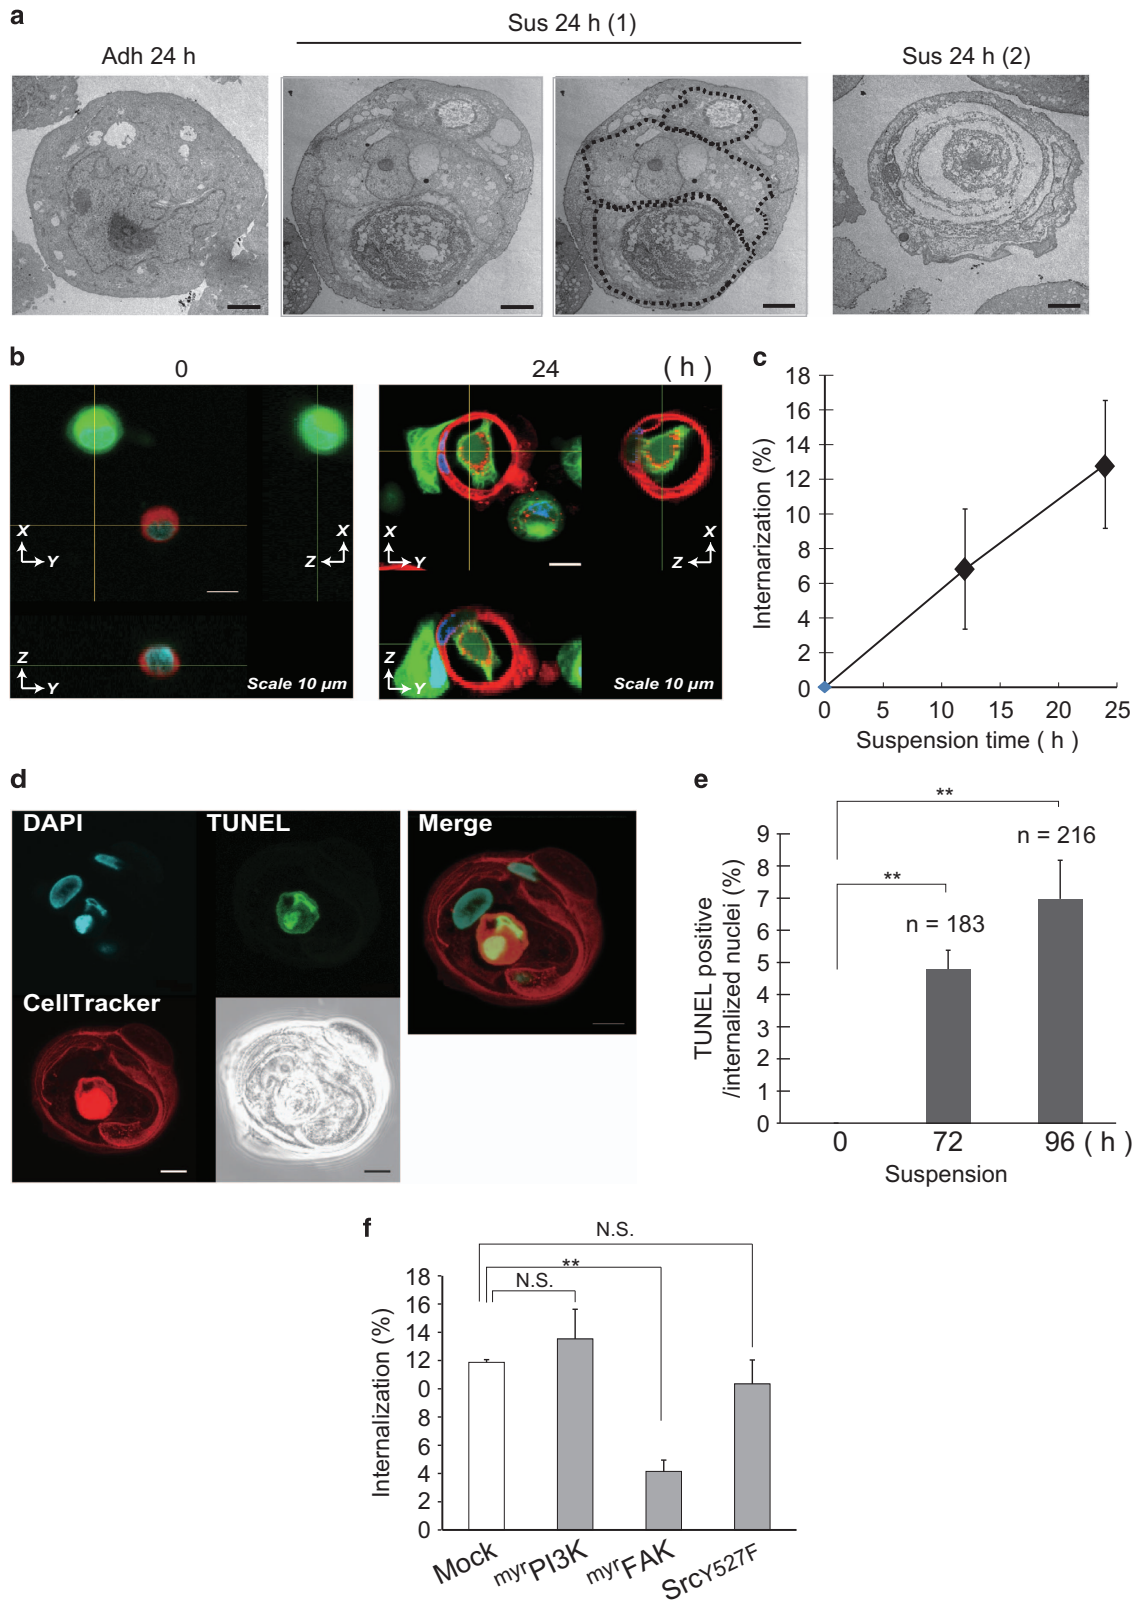 a
Sus 24 h (1)
Adh 24 h
Sus 24 h (2)
b
0
24
( h )
X
Y
X
Z
Z
Y
Scale 10 µm
X
Y
X
Z
Z
Y
Scale 10 µm
c
Internarization (%)
18
16
14
12
10
8
6
4
2
0
0 5 10 15 20 25
Suspension time ( h )
d
DAPI
TUNEL
Merge
CellTracker
e
TUNEL positive
/internalized nuclei (%)
**
n = 216
**
n = 183
9
8
7
6
5
4
3
2
1
0
0 72 96 ( h )
Suspension
f
N.S.
**
N.S.
Internalization (%)
18
16
14
12
0
8
6
4
2
0
Mock
myrPI3K
myrFAK
SrcY527F